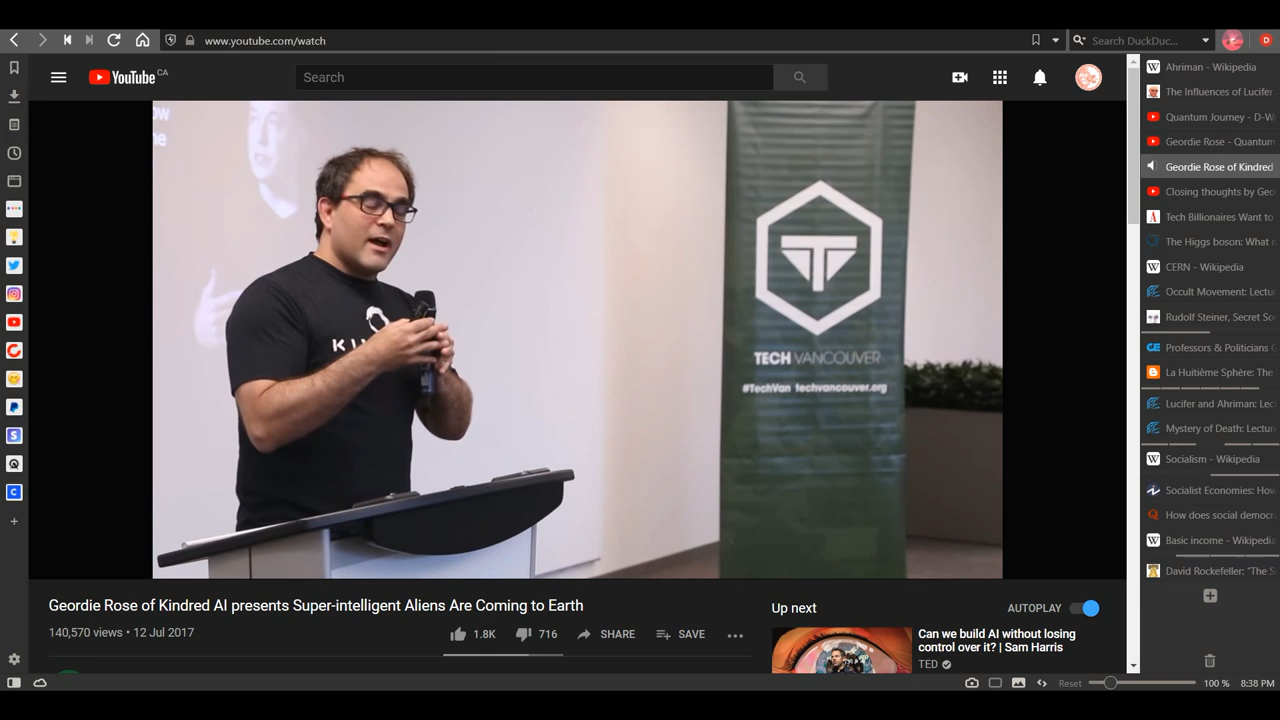 www.youtube.com/watch
Search DuckDuc...
D
YouTube CA
Search
ow
ne
KIN
TECH VANCOUVER
#TechVan techvancouver.org
Geordie Rose of Kindred AI presents Super-intelligent Aliens Are Coming to Earth
140,570 views • 12 Jul 2017
1.8K
716
SHARE
SAVE
Up next
AUTOPLAY
Can we build AI without losing
control over it? | Sam Harris
TED
Ahriman - Wikipedia
The Influences of Lucifer
Quantum Journey - D-W
Geordie Rose - Quantum
Geordie Rose of Kindred
Closing thoughts by Geo
Tech Billionaires Want to
The Higgs boson: What
CERN - Wikipedia
Occult Movement: Lectu
Rudolf Steiner, Secret So
Professors & Politicians
La Huitième Sphère: The
Lucifer and Ahriman: Lec
Mystery of Death: Lectur
Socialism - Wikipedia
Socialist Economies: How
How does social democr
Basic income - Wikipedia
David Rockefeller: "The S
Reset
100 %
8:38 PM